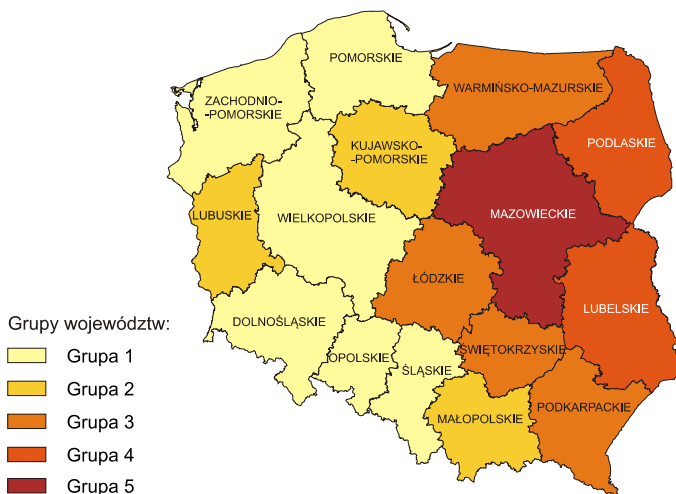 POMORSKIE
WARMIŃSKO-MAZURSKIE
ZACHODNIO-
-POMORSKIE
KUJAWSKO-
-POMORSKIE
PODLASKIE
LUBUSKIE
WIELKOPOLSKIE
MAZOWIECKIE
ŁÓDZKIE
LUBELSKIE
DOLNOŚLĄSKIE
OPOLSKIE
ŚLĄSKIE
ŚWIĘTOKRZYSKIE
MAŁOPOLSKIE
PODKARPACKIE
Grupy województw:
Grupa 1
Grupa 2
Grupa 3
Grupa 4
Grupa 5